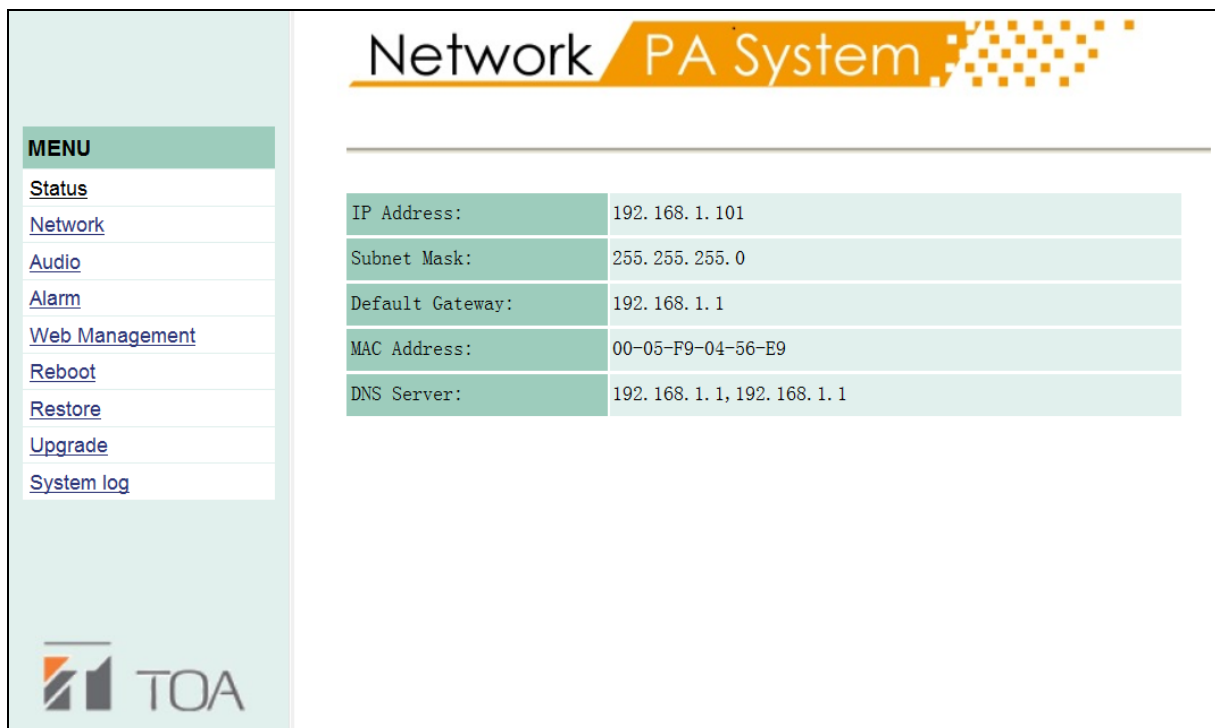 Network PA System
MENU
Status
Network
Audio
Alarm
Web Management
Reboot
Restore
Upgrade
System log
IP Address: 192.168.1.101
Subnet Mask: 255.255.255.0
Default Gateway: 192.168.1.1
MAC Address: 00-05-F9-04-56-E9
DNS Server: 192.168.1.1,192.168.1.1
TOA